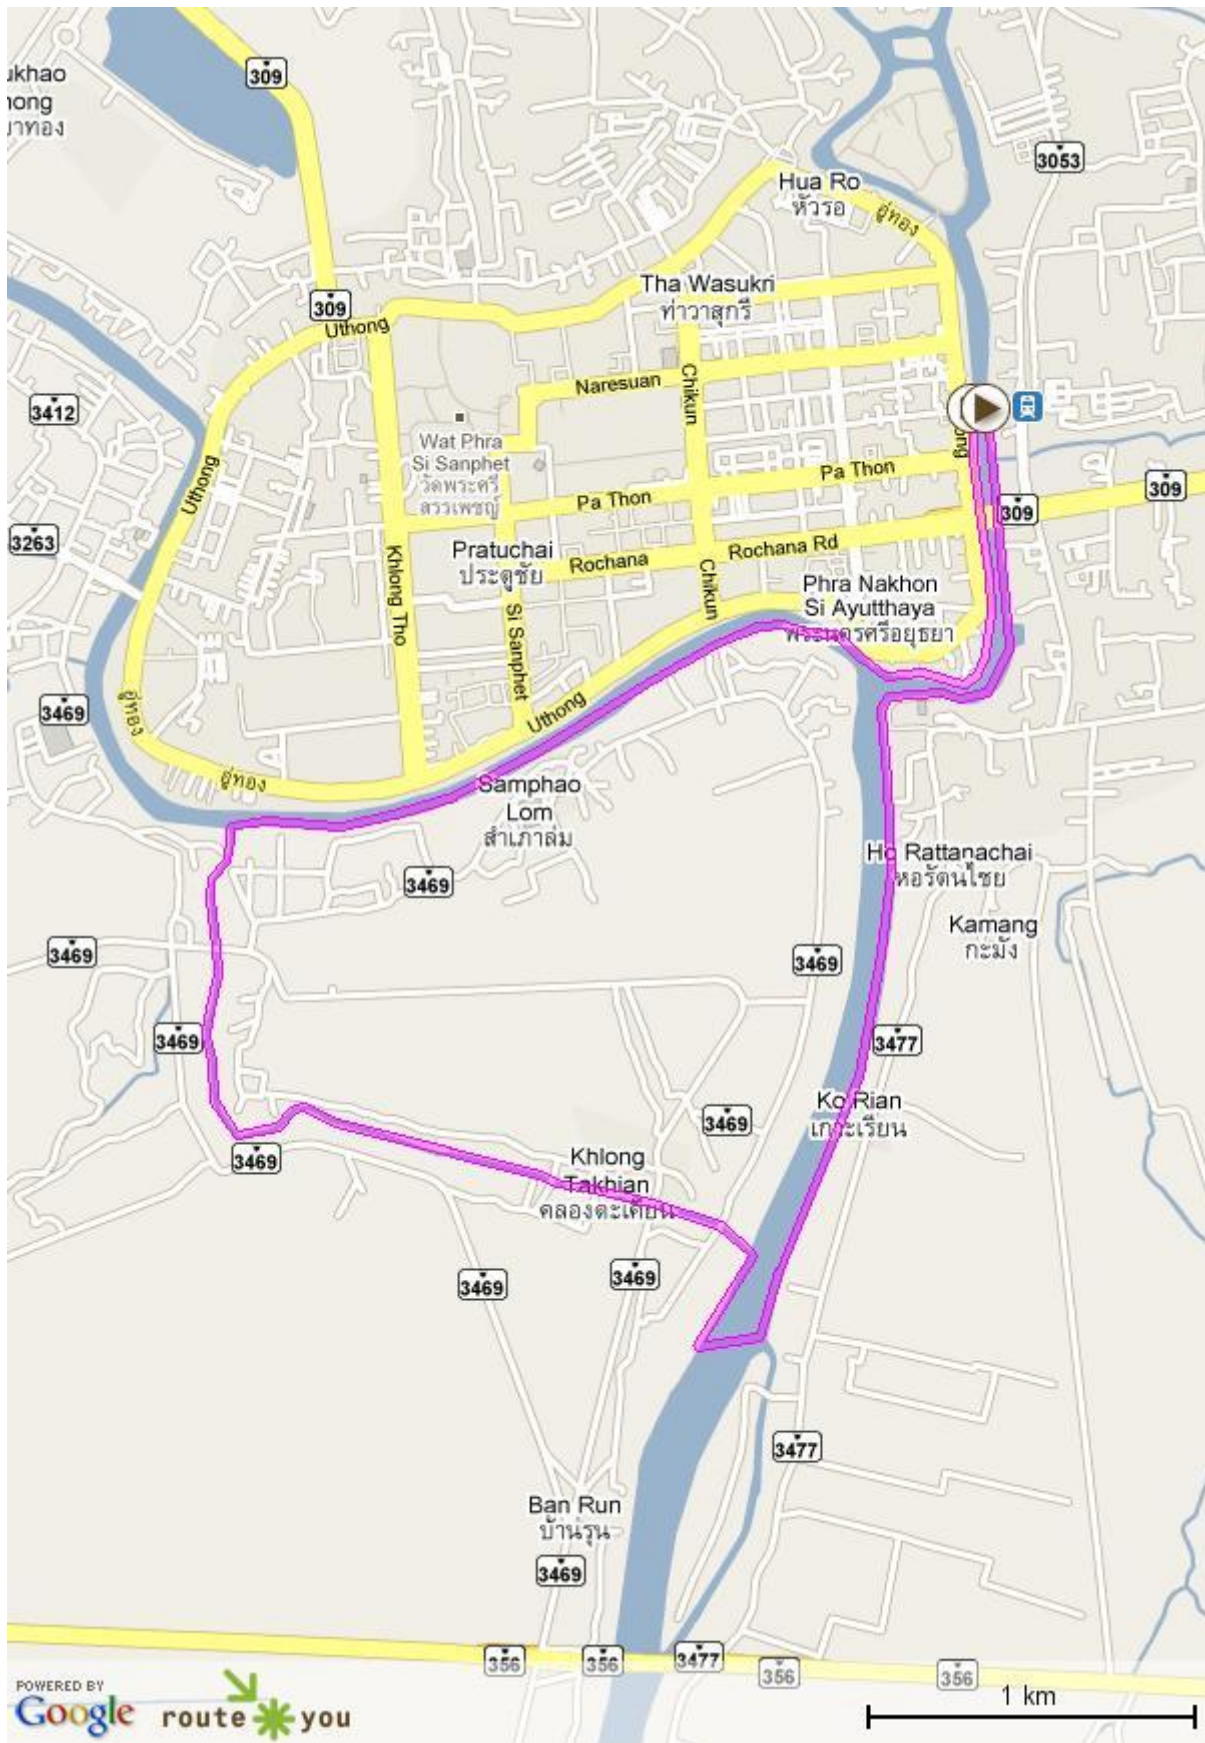 309
ukhao
hong
าทอง
3053
Hua Ro
หัวรอ
อู่ทอง
Tha Wasukri
ท่าวาสุกรี
309
Uthong
Naresuan
Chikun
3412
Wat Phra
Si Sanphet
วัดพระศรี
สรรเพชญ์
Pa Thon
Pa Thon
ong
309
309
Uthong
3263
Khlong Tho
Pratuchai
ประตูชัย
Rochana
Rochana Rd
Chikun
Si Sanphet
Phra Nakhon
Si Ayutthaya
พระนครศรีอยุธยา
3469
อู่ทอง
Uthong
อู่ทอง
Samphao
Lom
สำเภาล่ม
3469
Ho Rattanachai
หอรัตนไชย
Kamang
กะมัง
3469
3469
3469
3477
Ko Rian
เกาะเรียน
3469
3469
Khlong
Takhian
คลองตะเคียน
3469
3469
3477
Ban Run
บ้านรุน
3469
356
356
3477
356
356
POWERED BY
Google
route you
1 km